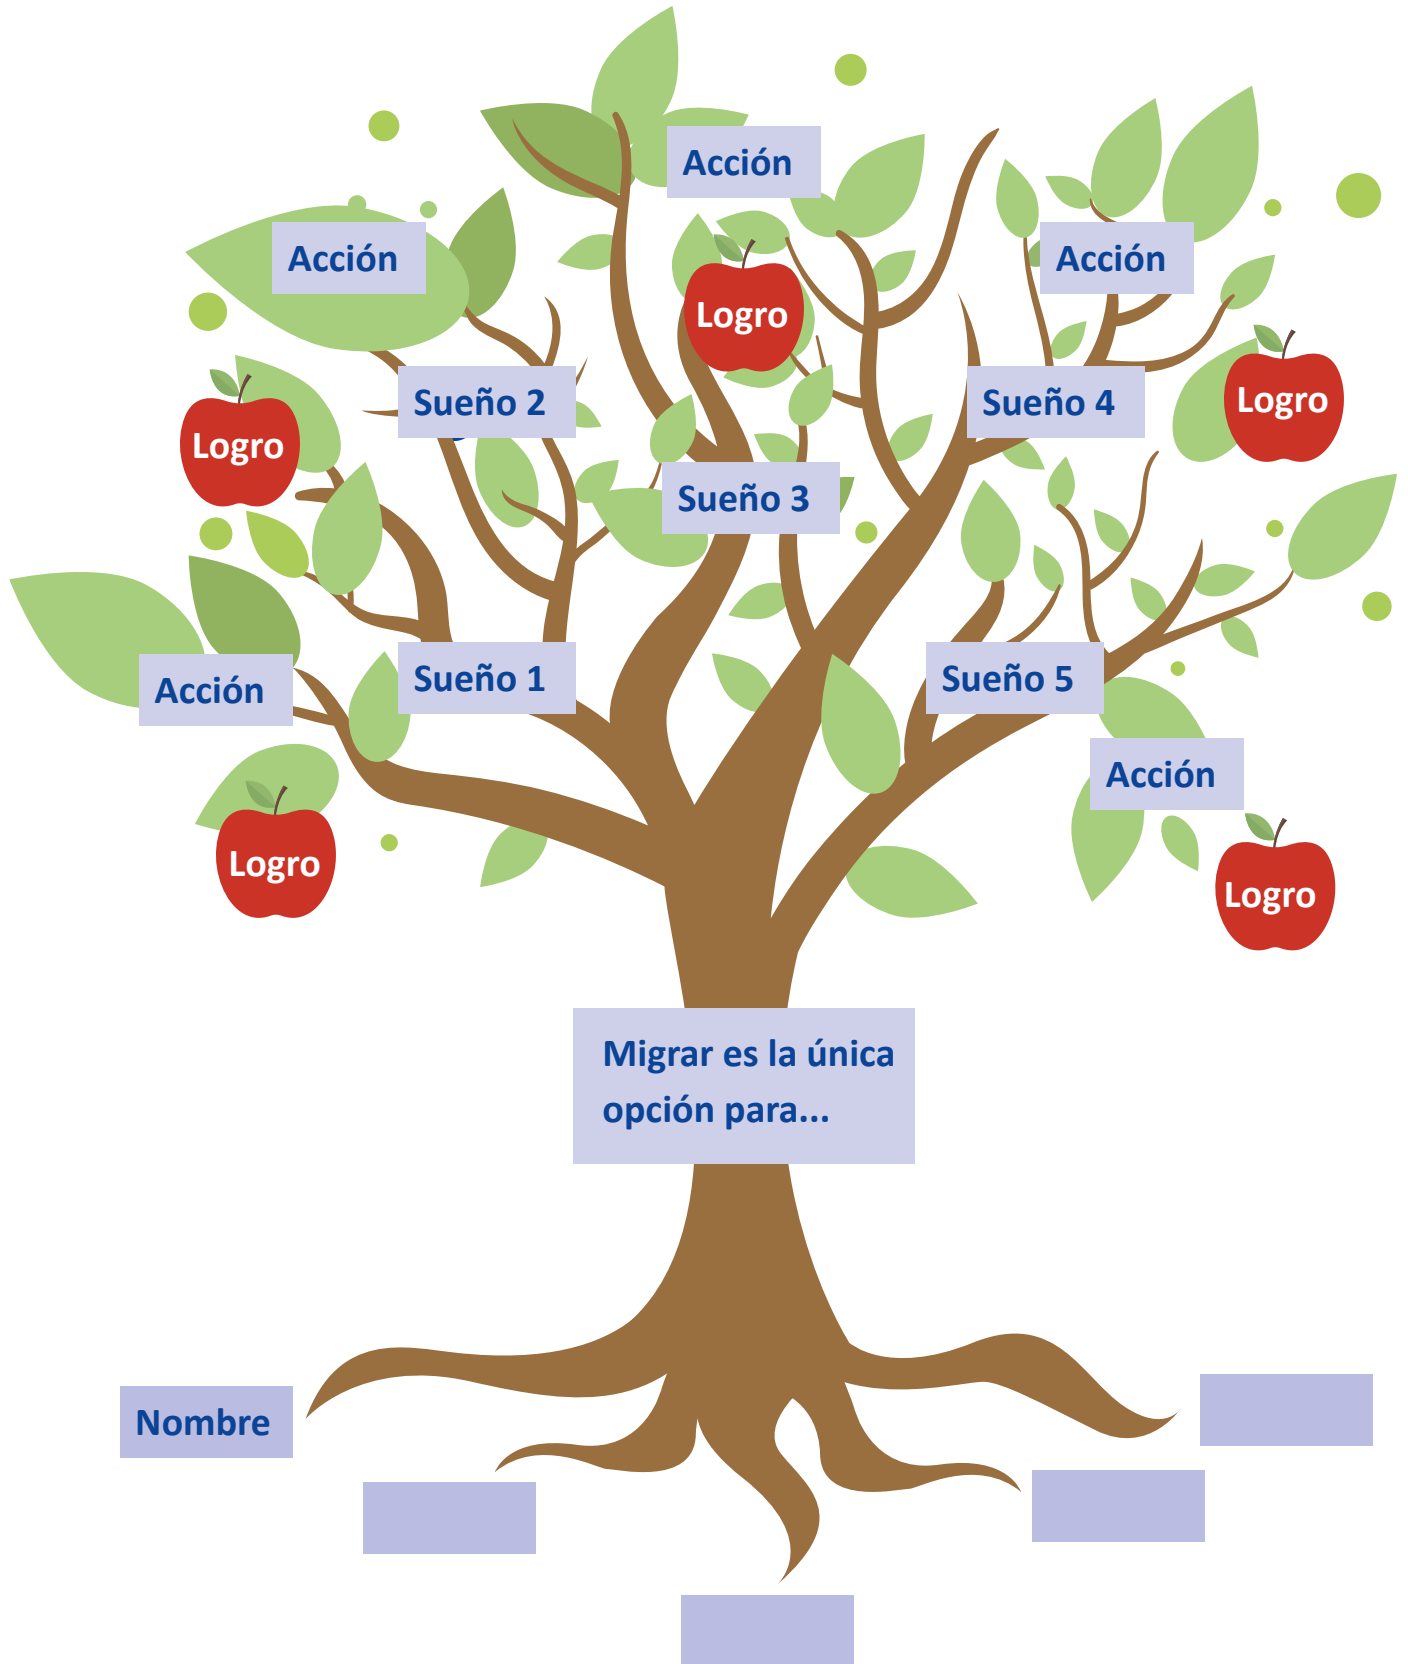 Acción
Acción
Acción
Logro
Logro
Sueño 2
Sueño 4
Logro
Sueño 3
Sueño 1
Sueño 5
Acción
Acción
Logro
Logro
Migrar es la única
opción para...
Nombre